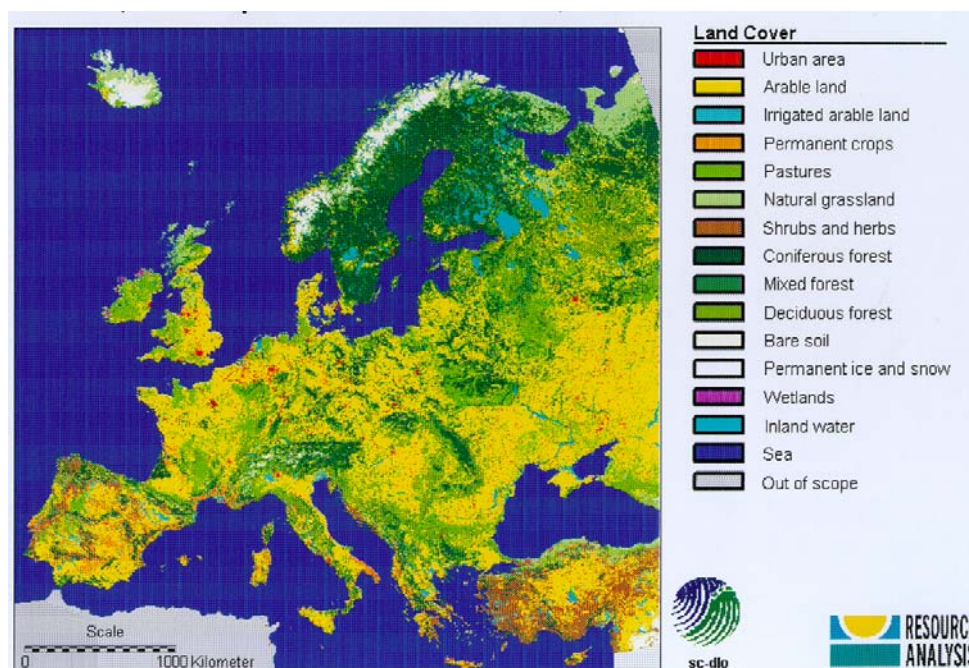 Land Cover
Urban area
Arable land
Irrigated arable land
Permanent crops
Pastures
Natural grassland
Shrubs and herbs
Coniferous forest
Mixed forest
Deciduous forest
Bare soil
Permanent ice and snow
Wetlands
Inland water
Sea
Out of scope
Scale
0 1000 Kilometer
sc-dlo
RESOURC
ANALYSI